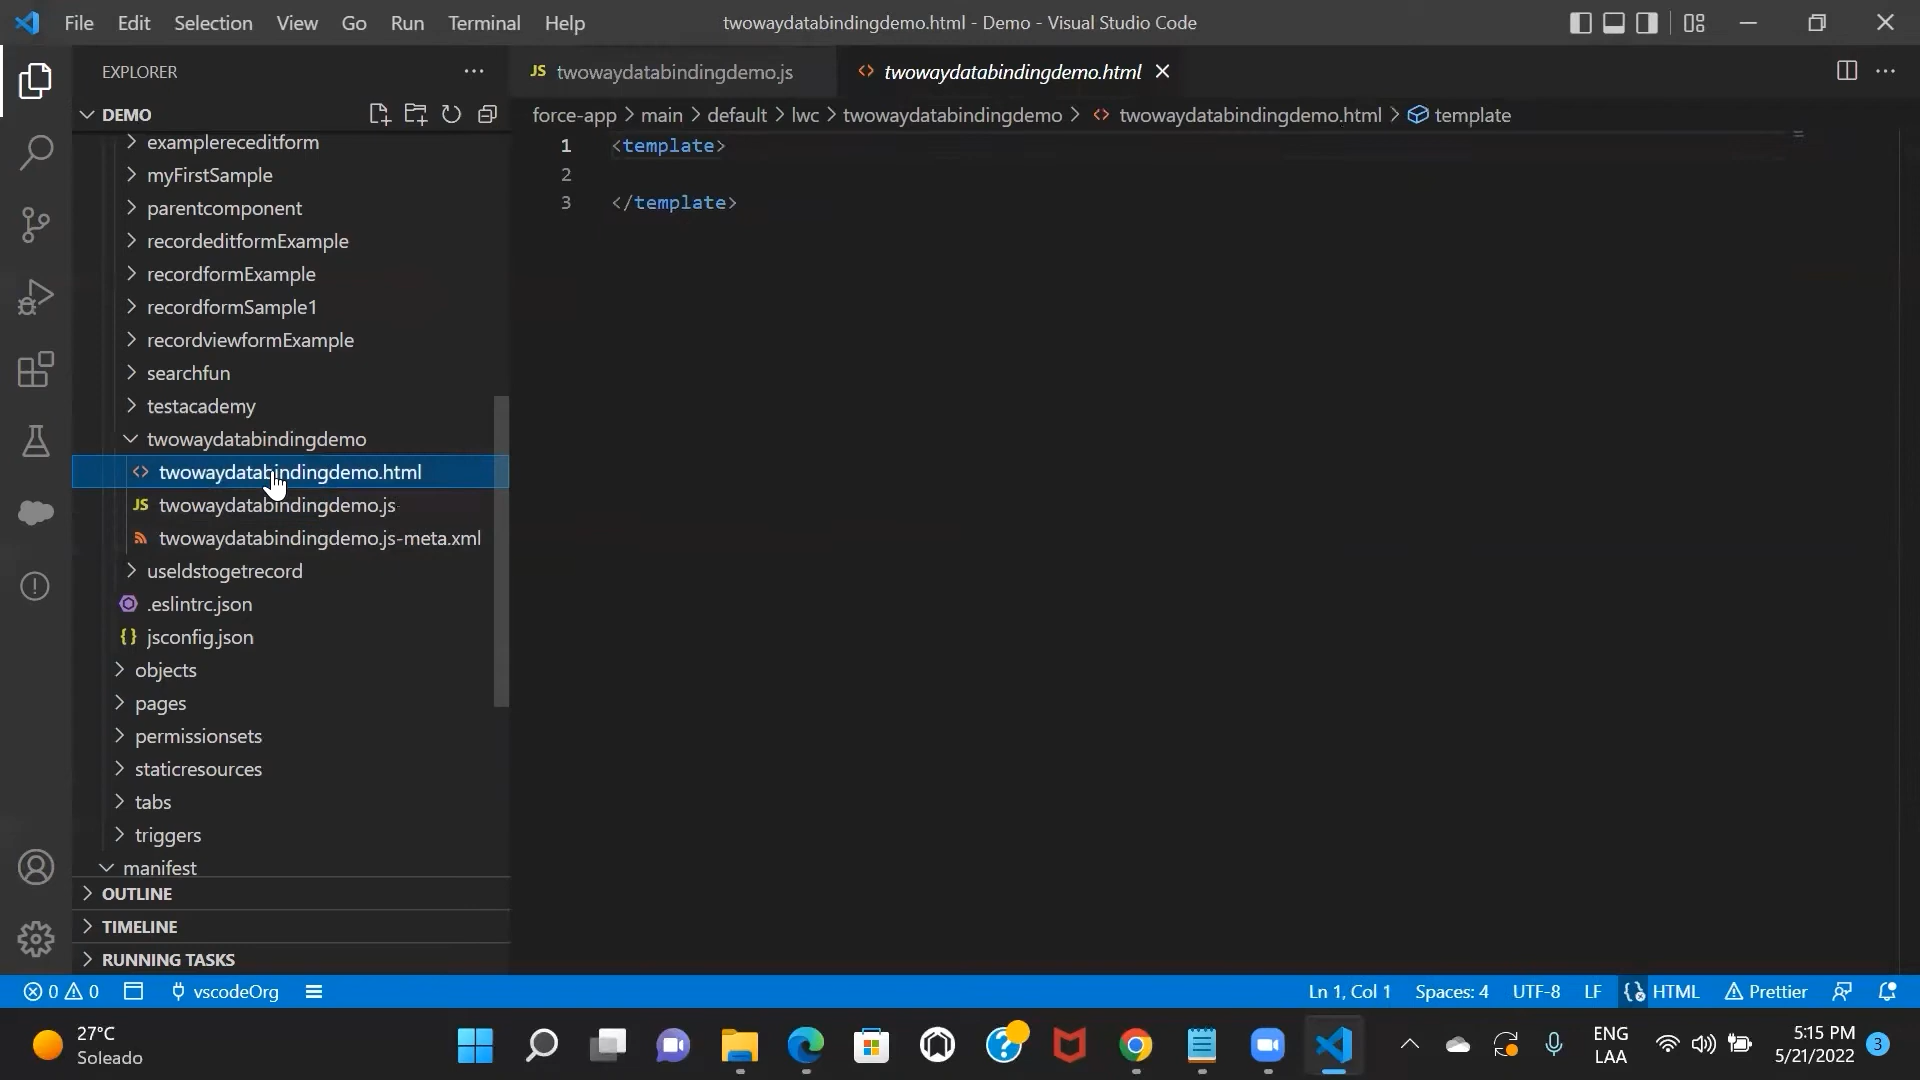 File Edit Selection View Go Run Terminal Help twowaydatabindingdemo.html - Demo - Visual Studio Code
EXPLORER
JS twowaydatabindingdemo.js
<> twowaydatabindingdemo.html
DEMO
force-app > main > default > lwc > twowaydatabindingdemo > <> twowaydatabindingdemo.html > template
examplereceditform
myFirstSample
parentcomponent
recordeditformExample
recordformExample
recordformSample1
recordviewformExample
searchfun
testacademy
twowaydatabindingdemo
<> twowaydatabindingdemo.html
JS twowaydatabindingdemo.js
twowaydatabindingdemo.js-meta.xml
useldstogetrecord
.eslintrc.json
{} jsconfig.json
objects
pages
permissionsets
staticresources
tabs
triggers
manifest
OUTLINE
TIMELINE
RUNNING TASKS
1 <template>
2
3 </template>
0 0 vscodeOrg Ln 1, Col 1 Spaces: 4 UTF-8 LF HTML Prettier
27°C
Soleado
ENG
LAA
5:15 PM
5/21/2022
3